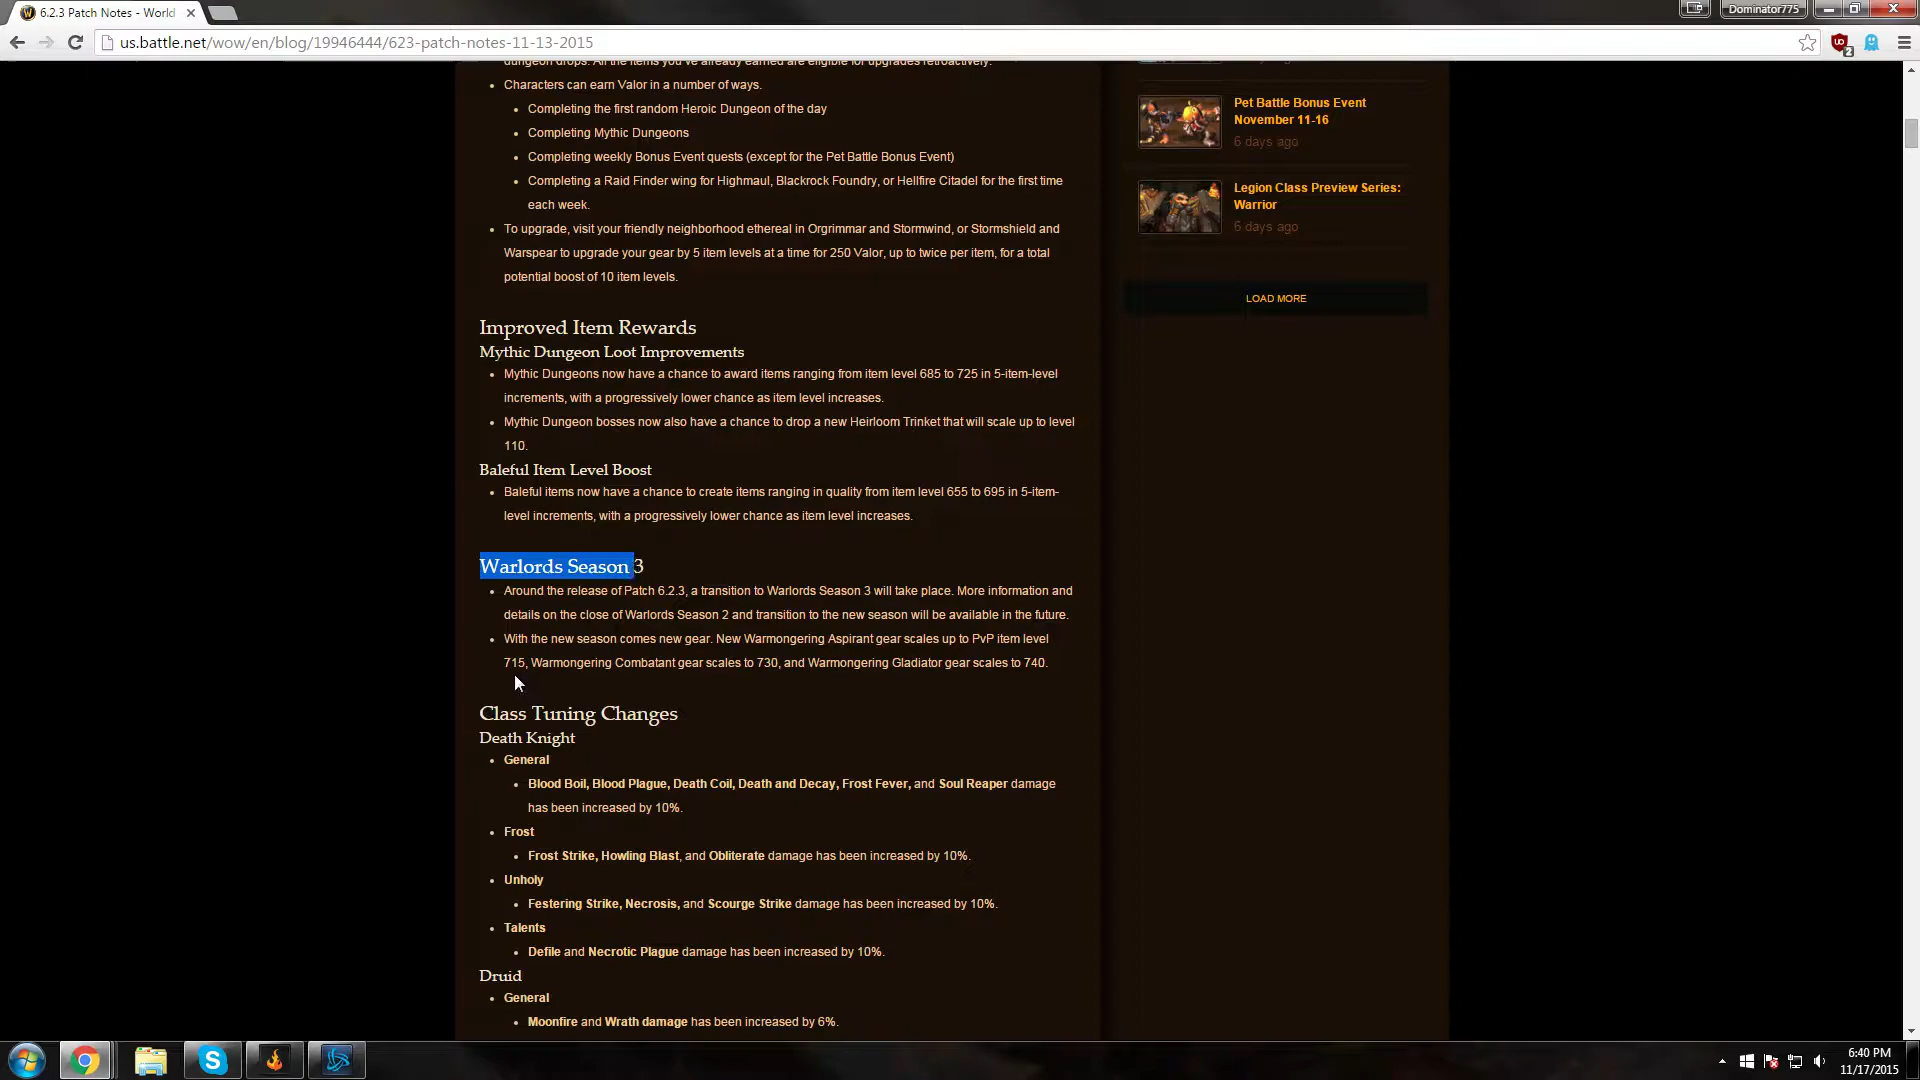 6.2.3 Patch Notes - World
Dominator775
us.battle.net/wow/en/blog/19946444/623-patch-notes-11-13-2015
2
dungeon drops. All the items you've already earned are eligible for upgrades retroactively.
Characters can earn Valor in a number of ways.
Completing the first random Heroic Dungeon of the day
Completing Mythic Dungeons
Completing weekly Bonus Event quests (except for the Pet Battle Bonus Event)
Completing a Raid Finder wing for Highmaul, Blackrock Foundry, or Hellfire Citadel for the first time
each week.
To upgrade, visit your friendly neighborhood ethereal in Orgrimmar and Stormwind, or Stormshield and
Warspear to upgrade your gear by 5 item levels at a time for 250 Valor, up to twice per item, for a total
potential boost of 10 item levels.
Improved Item Rewards
Mythic Dungeon Loot Improvements
Mythic Dungeons now have a chance to award items ranging from item level 685 to 725 in 5-item-level
increments, with a progressively lower chance as item level increases.
Mythic Dungeon bosses now also have a chance to drop a new Heirloom Trinket that will scale up to level
110.
Baleful Item Level Boost
Baleful items now have a chance to create items ranging in quality from item level 655 to 695 in 5-item-
level increments, with a progressively lower chance as item level increases.
Warlords Season 3
Around the release of Patch 6.2.3, a transition to Warlords Season 3 will take place. More information and
details on the close of Warlords Season 2 and transition to the new season will be available in the future.
With the new season comes new gear. New Warmongering Aspirant gear scales up to PvP item level
715, Warmongering Combatant gear scales to 730, and Warmongering Gladiator gear scales to 740.
Class Tuning Changes
Death Knight
General
Blood Boil, Blood Plague, Death Coil, Death and Decay, Frost Fever, and Soul Reaper damage
has been increased by 10%.
Frost
Frost Strike, Howling Blast, and Obliterate damage has been increased by 10%.
Unholy
Festering Strike, Necrosis, and Scourge Strike damage has been increased by 10%.
Talents
Defile and Necrotic Plague damage has been increased by 10%.
Druid
General
Moonfire and Wrath damage has been increased by 6%.
Pet Battle Bonus Event
November 11-16
6 days ago
Legion Class Preview Series:
Warrior
6 days ago
LOAD MORE
6:40 PM
11/17/2015